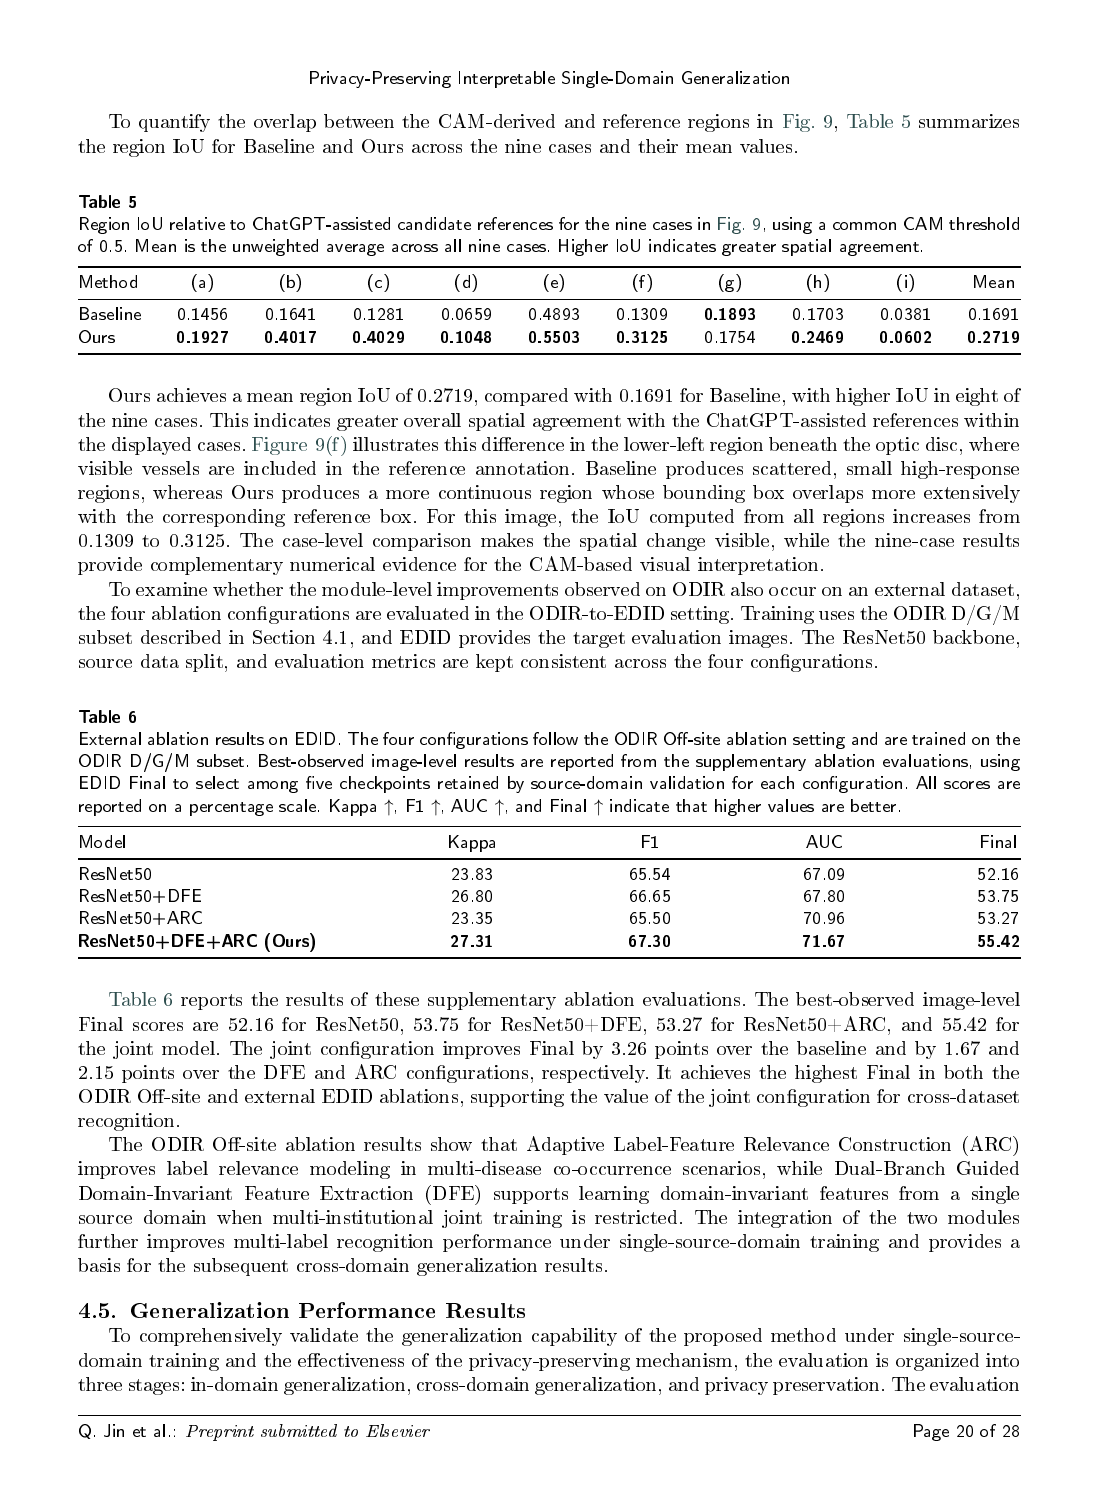 Privacy-Preserving Interpretable Single-Domain Generalization
To quantify the overlap between the CAM-derived and reference regions in Fig. 9, Table 5 summarizes
the region IoU for Baseline and Ours across the nine cases and their mean values.
Table 5
Region IoU relative to ChatGPT-assisted candidate references for the nine cases in Fig. 9, using a common CAM threshold
of 0.5. Mean is the unweighted average across all nine cases. Higher IoU indicates greater spatial agreement.
Method (a) (b) (c) (d) (e) (f) (g) (h) (i) Mean
Baseline 0.1456 0.1641 0.1281 0.0659 0.4893 0.1309 0.1893 0.1703 0.0381 0.1691
Ours 0.1927 0.4017 0.4029 0.1048 0.5503 0.3125 0.1754 0.2469 0.0602 0.2719
Ours achieves a mean region IoU of 0.2719, compared with 0.1691 for Baseline, with higher IoU in eight of
the nine cases. This indicates greater overall spatial agreement with the ChatGPT-assisted references within
the displayed cases. Figure 9(f) illustrates this difference in the lower-left region beneath the optic disc, where
visible vessels are included in the reference annotation. Baseline produces scattered, small high-response
regions, whereas Ours produces a more continuous region whose bounding box overlaps more extensively
with the corresponding reference box. For this image, the IoU computed from all regions increases from
0.1309 to 0.3125. The case-level comparison makes the spatial change visible, while the nine-case results
provide complementary numerical evidence for the CAM-based visual interpretation.
To examine whether the module-level improvements observed on ODIR also occur on an external dataset,
the four ablation configurations are evaluated in the ODIR-to-EDID setting. Training uses the ODIR D/G/M
subset described in Section 4.1, and EDID provides the target evaluation images. The ResNet50 backbone,
source data split, and evaluation metrics are kept consistent across the four configurations.
Table 6
External ablation results on EDID. The four configurations follow the ODIR Off-site ablation setting and are trained on the
ODIR D/G/M subset. Best-observed image-level results are reported from the supplementary ablation evaluations, using
EDID Final to select among five checkpoints retained by source-domain validation for each configuration. All scores are
reported on a percentage scale. Kappa ↑, F1 ↑, AUC ↑, and Final ↑ indicate that higher values are better.
Model Kappa F1 AUC Final
ResNet50 23.83 65.54 67.09 52.16
ResNet50+DFE 26.80 66.65 67.80 53.75
ResNet50+ARC 23.35 65.50 70.96 53.27
ResNet50+DFE+ARC (Ours) 27.31 67.30 71.67 55.42
Table 6 reports the results of these supplementary ablation evaluations. The best-observed image-level
Final scores are 52.16 for ResNet50, 53.75 for ResNet50+DFE, 53.27 for ResNet50+ARC, and 55.42 for
the joint model. The joint configuration improves Final by 3.26 points over the baseline and by 1.67 and
2.15 points over the DFE and ARC configurations, respectively. It achieves the highest Final in both the
ODIR Off-site and external EDID ablations, supporting the value of the joint configuration for cross-dataset
recognition.
The ODIR Off-site ablation results show that Adaptive Label-Feature Relevance Construction (ARC)
improves label relevance modeling in multi-disease co-occurrence scenarios, while Dual-Branch Guided
Domain-Invariant Feature Extraction (DFE) supports learning domain-invariant features from a single
source domain when multi-institutional joint training is restricted. The integration of the two modules
further improves multi-label recognition performance under single-source-domain training and provides a
basis for the subsequent cross-domain generalization results.
4.5. Generalization Performance Results
To comprehensively validate the generalization capability of the proposed method under single-source-
domain training and the effectiveness of the privacy-preserving mechanism, the evaluation is organized into
three stages: in-domain generalization, cross-domain generalization, and privacy preservation. The evaluation
Q. Jin et al.: Preprint submitted to Elsevier Page 20 of 28